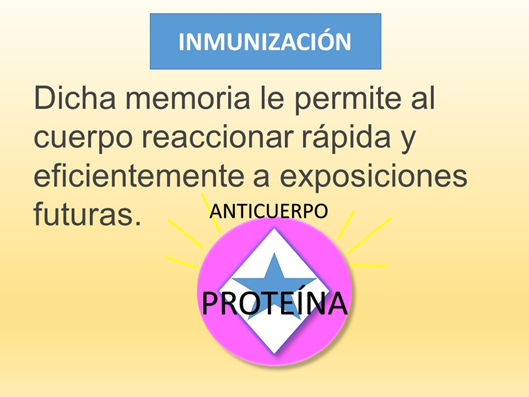 INMUNIZACIÓN
Dicha memoria le permite al
cuerpo reaccionar rápida y
eficientemente a exposiciones
futuras.
ANTICUERPO
PROTEÍNA